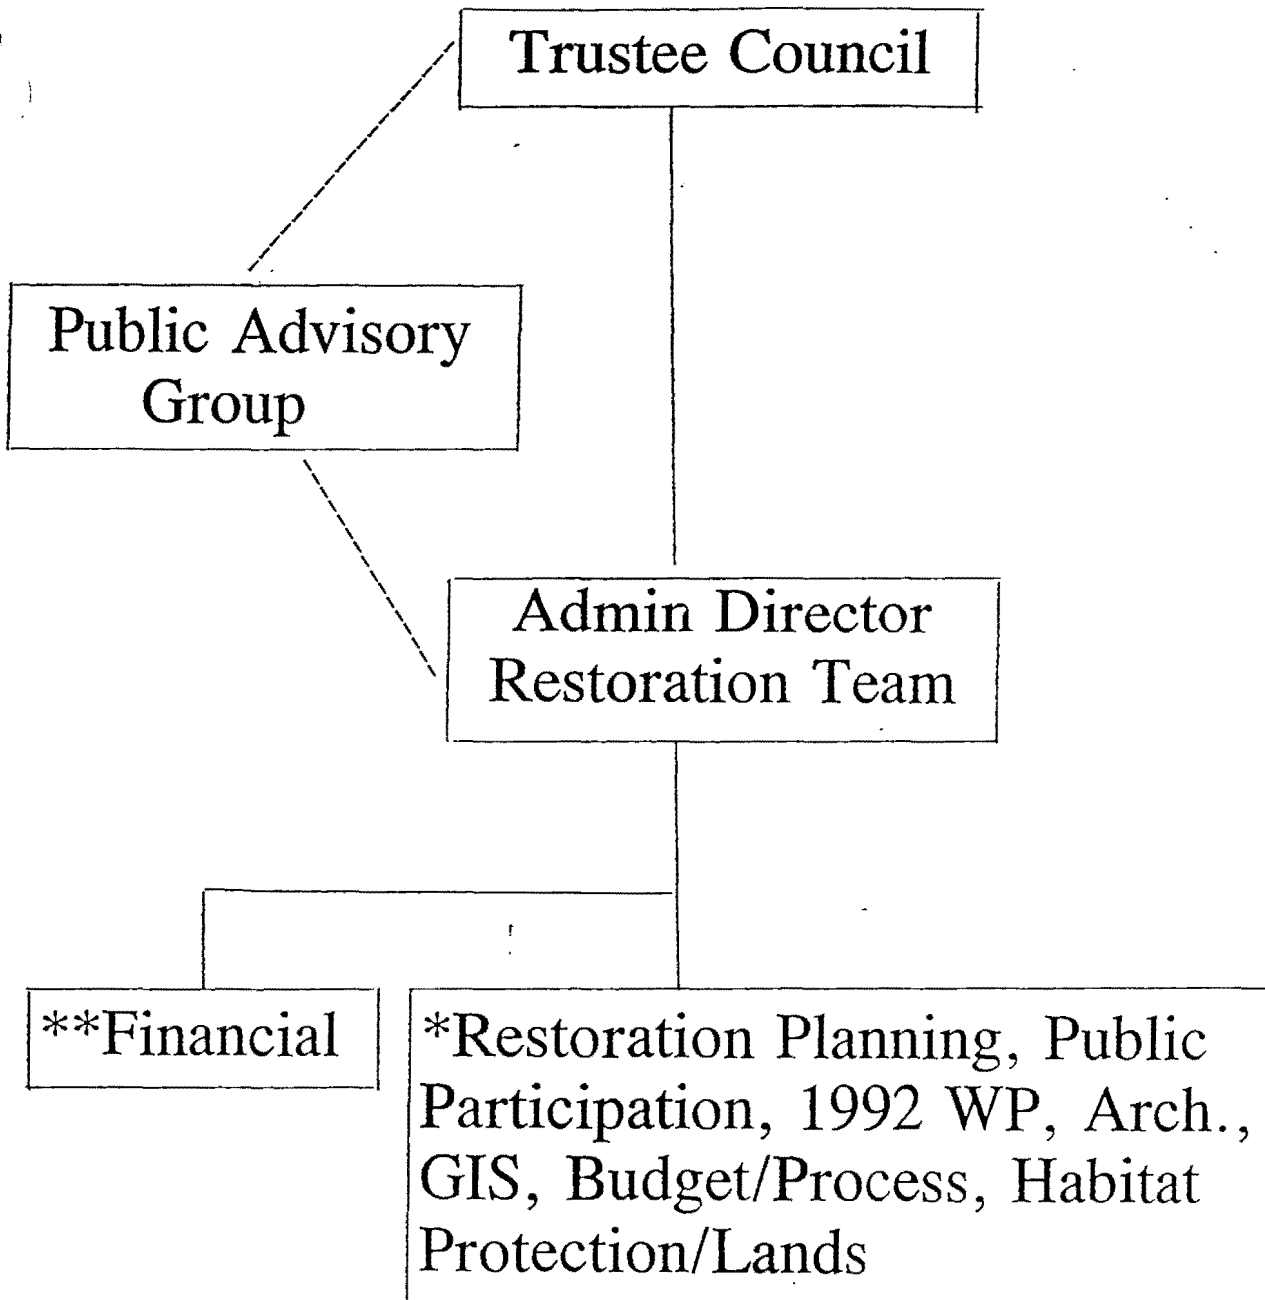 Trustee Council
Public Advisory
Group
Admin Director
Restoration Team
**Financial
*Restoration Planning, Public
Participation, 1992 WP, Arch.,
GIS, Budget/Process, Habitat
Protection/Lands